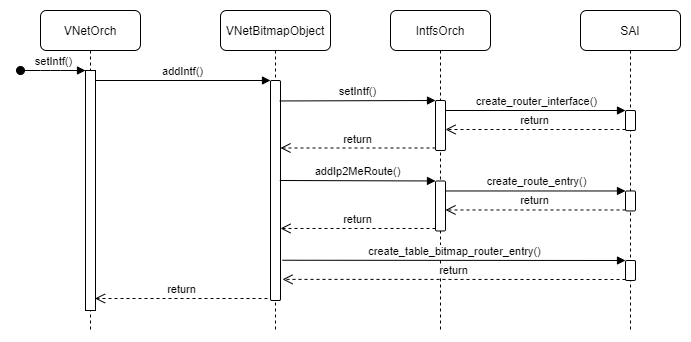 VNetOrch
VNetBitmapObject
IntfsOrch
SAI
setIntf()
addIntf()
setIntf()
create_router_interface()
return
return
addIp2MeRoute()
create_route_entry()
return
return
create_table_bitmap_router_entry()
return
return